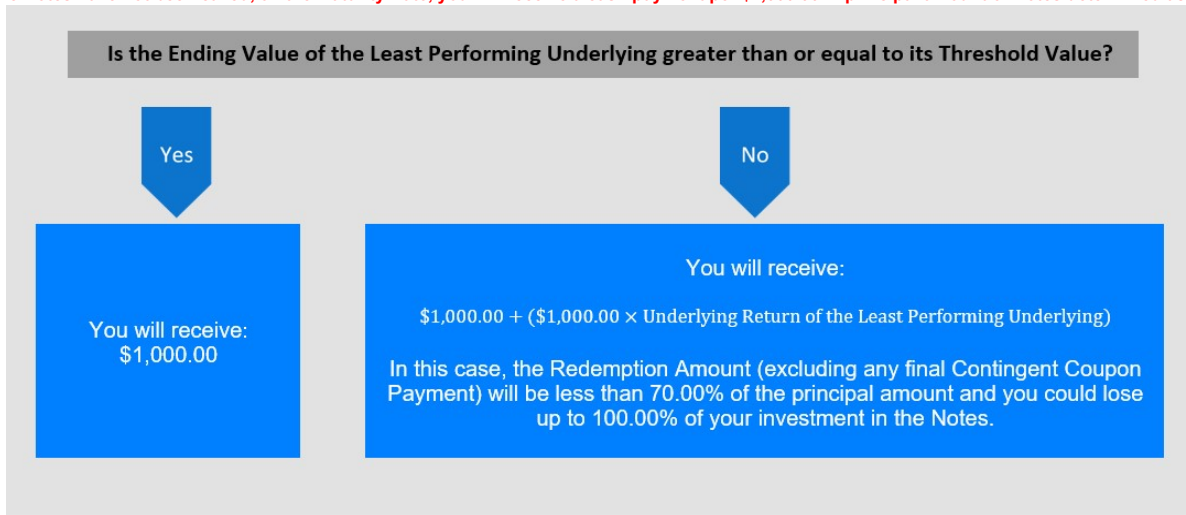 Is the Ending Value of the Least Performing Underlying greater than or equal to its Threshold Value?
Yes
No
You will receive:
$1,000.00
You will receive:
$1,000.00 + ($1,000.00 × Underlying Return of the Least Performing Underlying)
In this case, the Redemption Amount (excluding any final Contingent Coupon
Payment) will be less than 70.00% of the principal amount and you could lose
up to 100.00% of your investment in the Notes.